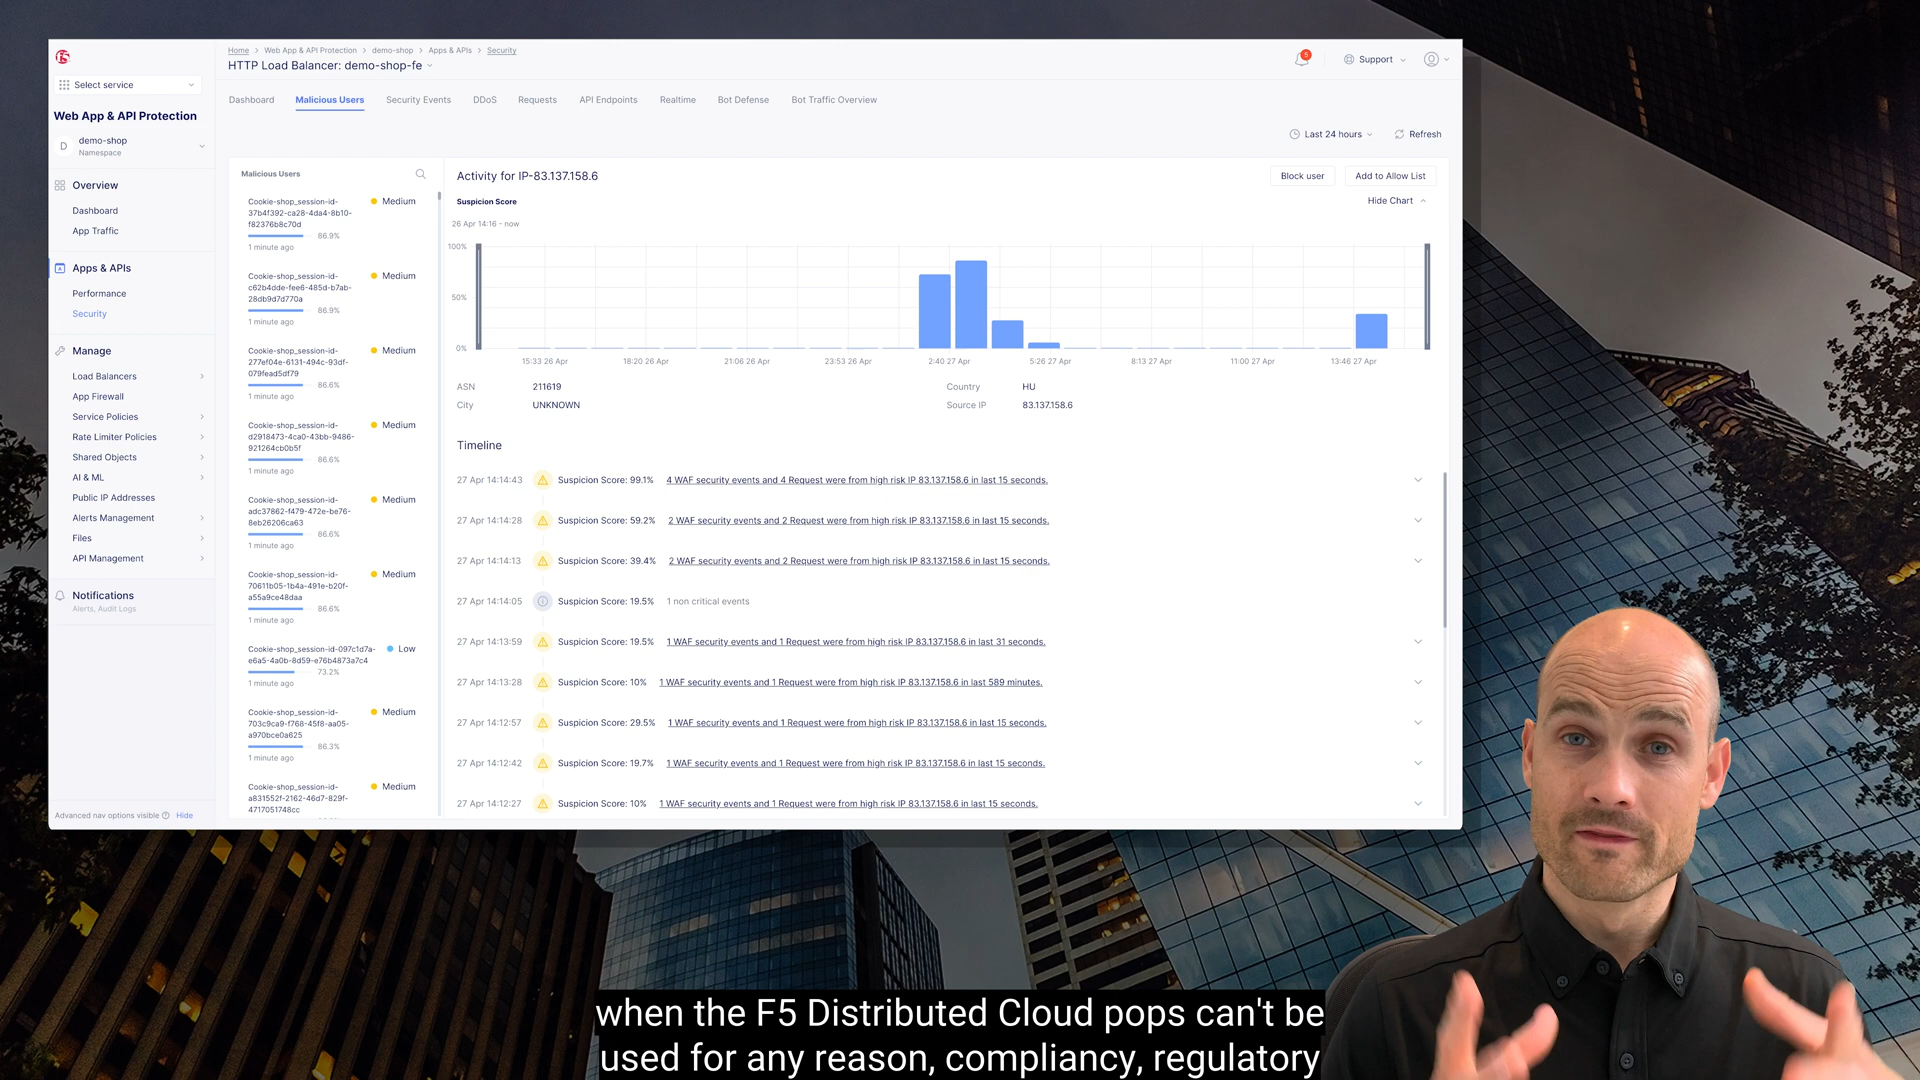 Home > Web App & API Protection > demo-shop > Apps & APIs > Security
HTTP Load Balancer: demo-shop-fe
5
Support
Select service
Web App & API Protection
D
demo-shop
Namespace
Overview
Dashboard
App Traffic
Apps & APIs
Performance
Security
Manage
Load Balancers
App Firewall
Service Policies
Rate Limiter Policies
Shared Objects
AI & ML
Public IP Addresses
Alerts Management
Files
API Management
Notifications
Alerts, Audit Logs
Advanced nav options visible Hide
Dashboard Malicious Users Security Events DDoS Requests API Endpoints Realtime Bot Defense Bot Traffic Overview
Last 24 hours Refresh
Malicious Users
Cookie-shop_session-id-
37b4f392-ca28-4da4-8b10-
f82376b8c70d
Medium
86.9%
1 minute ago
Cookie-shop_session-id-
c62b4dde-fee6-485d-b7ab-
28db9d7d770a
Medium
86.9%
1 minute ago
Cookie-shop_session-id-
277ef04e-6131-494c-93df-
079fead5df79
Medium
86.6%
1 minute ago
Cookie-shop_session-id-
d2918473-4ca0-43bb-9486-
921264cb0b5f
Medium
86.6%
1 minute ago
Cookie-shop_session-id-
adc37862-f479-472e-be76-
8eb26206ca63
Medium
86.6%
1 minute ago
Cookie-shop_session-id-
70611b05-1b4a-491e-b20f-
a55a9ce48daa
Medium
86.6%
1 minute ago
Cookie-shop_session-id-097c1d7a-
e6a5-4a0b-8d59-e76b4873a7c4
Low
73.2%
1 minute ago
Cookie-shop_session-id-
703c9ca9-f768-45f8-aa05-
a970bce0a625
Medium
86.3%
1 minute ago
Cookie-shop_session-id-
a831552f-2162-46d7-829f-
4717051748cc
Medium
Activity for IP-83.137.158.6
Block user
Add to Allow List
Suspicion Score
Hide Chart
26 Apr 14:16 - now
100%
50%
0%
15:33 26 Apr 18:20 26 Apr 21:06 26 Apr 23:53 26 Apr 2:40 27 Apr 5:26 27 Apr 8:13 27 Apr 11:00 27 Apr 13:46 27 Apr
ASN 211619 Country HU
City UNKNOWN Source IP 83.137.158.6
Timeline
27 Apr 14:14:43 Suspicion Score: 99.1% 4 WAF security events and 4 Request were from high risk IP 83.137.158.6 in last 15 seconds.
27 Apr 14:14:28 Suspicion Score: 59.2% 2 WAF security events and 2 Request were from high risk IP 83.137.158.6 in last 15 seconds.
27 Apr 14:14:13 Suspicion Score: 39.4% 2 WAF security events and 2 Request were from high risk IP 83.137.158.6 in last 15 seconds.
27 Apr 14:14:05 Suspicion Score: 19.5% 1 non critical events
27 Apr 14:13:59 Suspicion Score: 19.5% 1 WAF security events and 1 Request were from high risk IP 83.137.158.6 in last 31 seconds.
27 Apr 14:13:28 Suspicion Score: 10% 1 WAF security events and 1 Request were from high risk IP 83.137.158.6 in last 589 minutes.
27 Apr 14:12:57 Suspicion Score: 29.5% 1 WAF security events and 1 Request were from high risk IP 83.137.158.6 in last 15 seconds.
27 Apr 14:12:42 Suspicion Score: 19.7% 1 WAF security events and 1 Request were from high risk IP 83.137.158.6 in last 15 seconds.
27 Apr 14:12:27 Suspicion Score: 10% 1 WAF security events and 1 Request were from high risk IP 83.137.158.6 in last 15 seconds.
when the F5 Distributed Cloud pops can't be
used for any reason, compliancy, regulatory